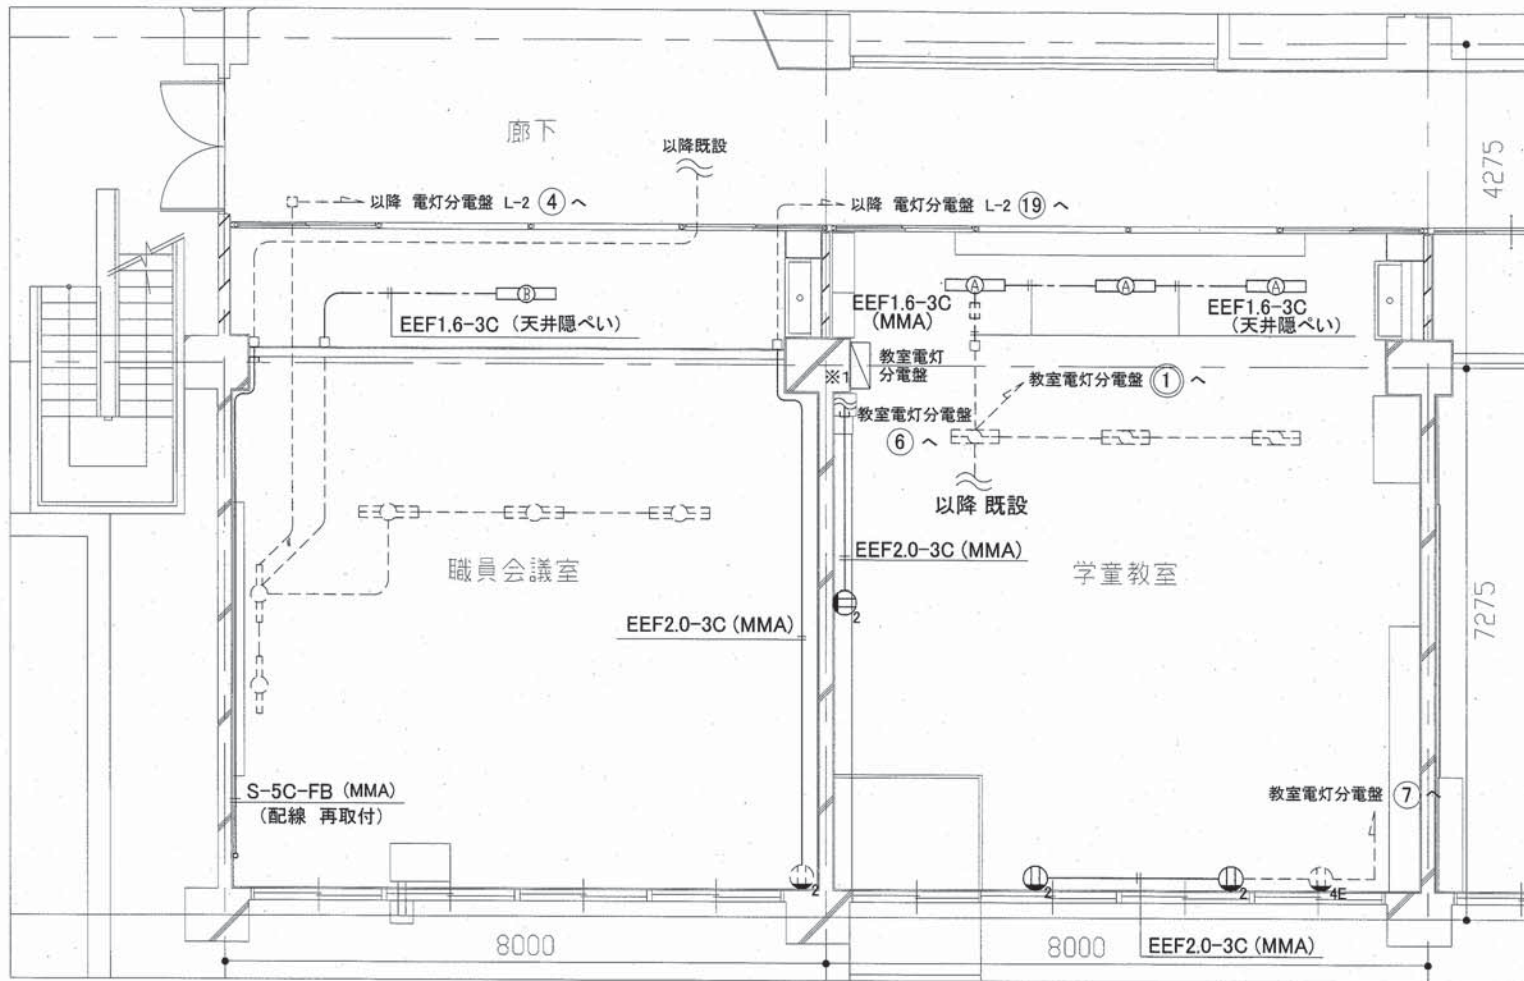 廊下
以降既設
4275
以降 電灯分電盤 L-2 ④ へ
以降 電灯分電盤 L-2 ⑲ へ
B
A
A
A
EEF1.6-3C (天井隠ぺい)
EEF1.6-3C
(MMA)
EEF1.6-3C
(天井隠ぺい)
教室電灯
分電盤
※1
教室電灯分電盤 ① へ
教室電灯分電盤
⑥ へ
以降 既設
職員会議室
EEF2.0-3C (MMA)
学童教室
2
7275
EEF2.0-3C (MMA)
S-5C-FB (MMA)
(配線 再取付)
教室電灯分電盤 ⑦ へ
2
2
2
4E
8000
8000
EEF2.0-3C (MMA)